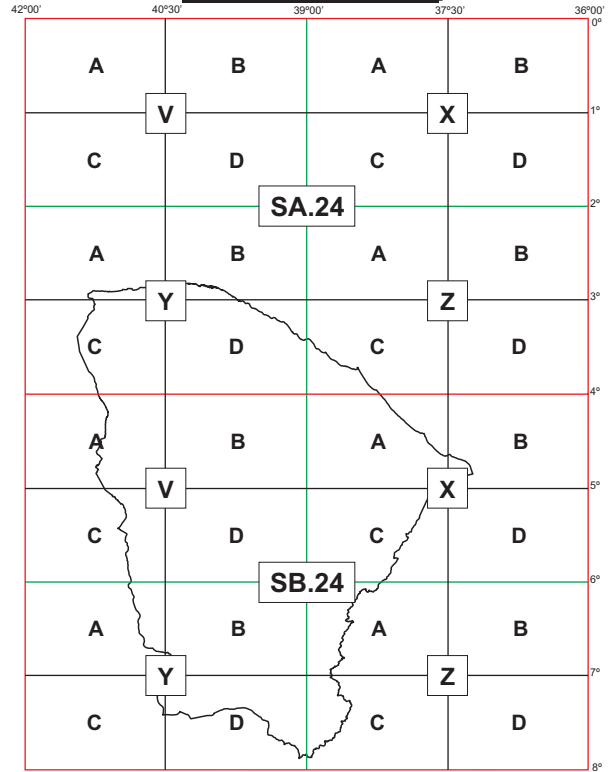 42°00' 40°30' 39°00' 37°30' 36°00'
0°
A B A B
V X
1°
C D C D
SA.24
2°
A B A B
Y Z
3°
C D C D
4°
A B A B
V X
5°
C D C D
SB.24
6°
A B A B
Y Z
7°
C D C D
8°